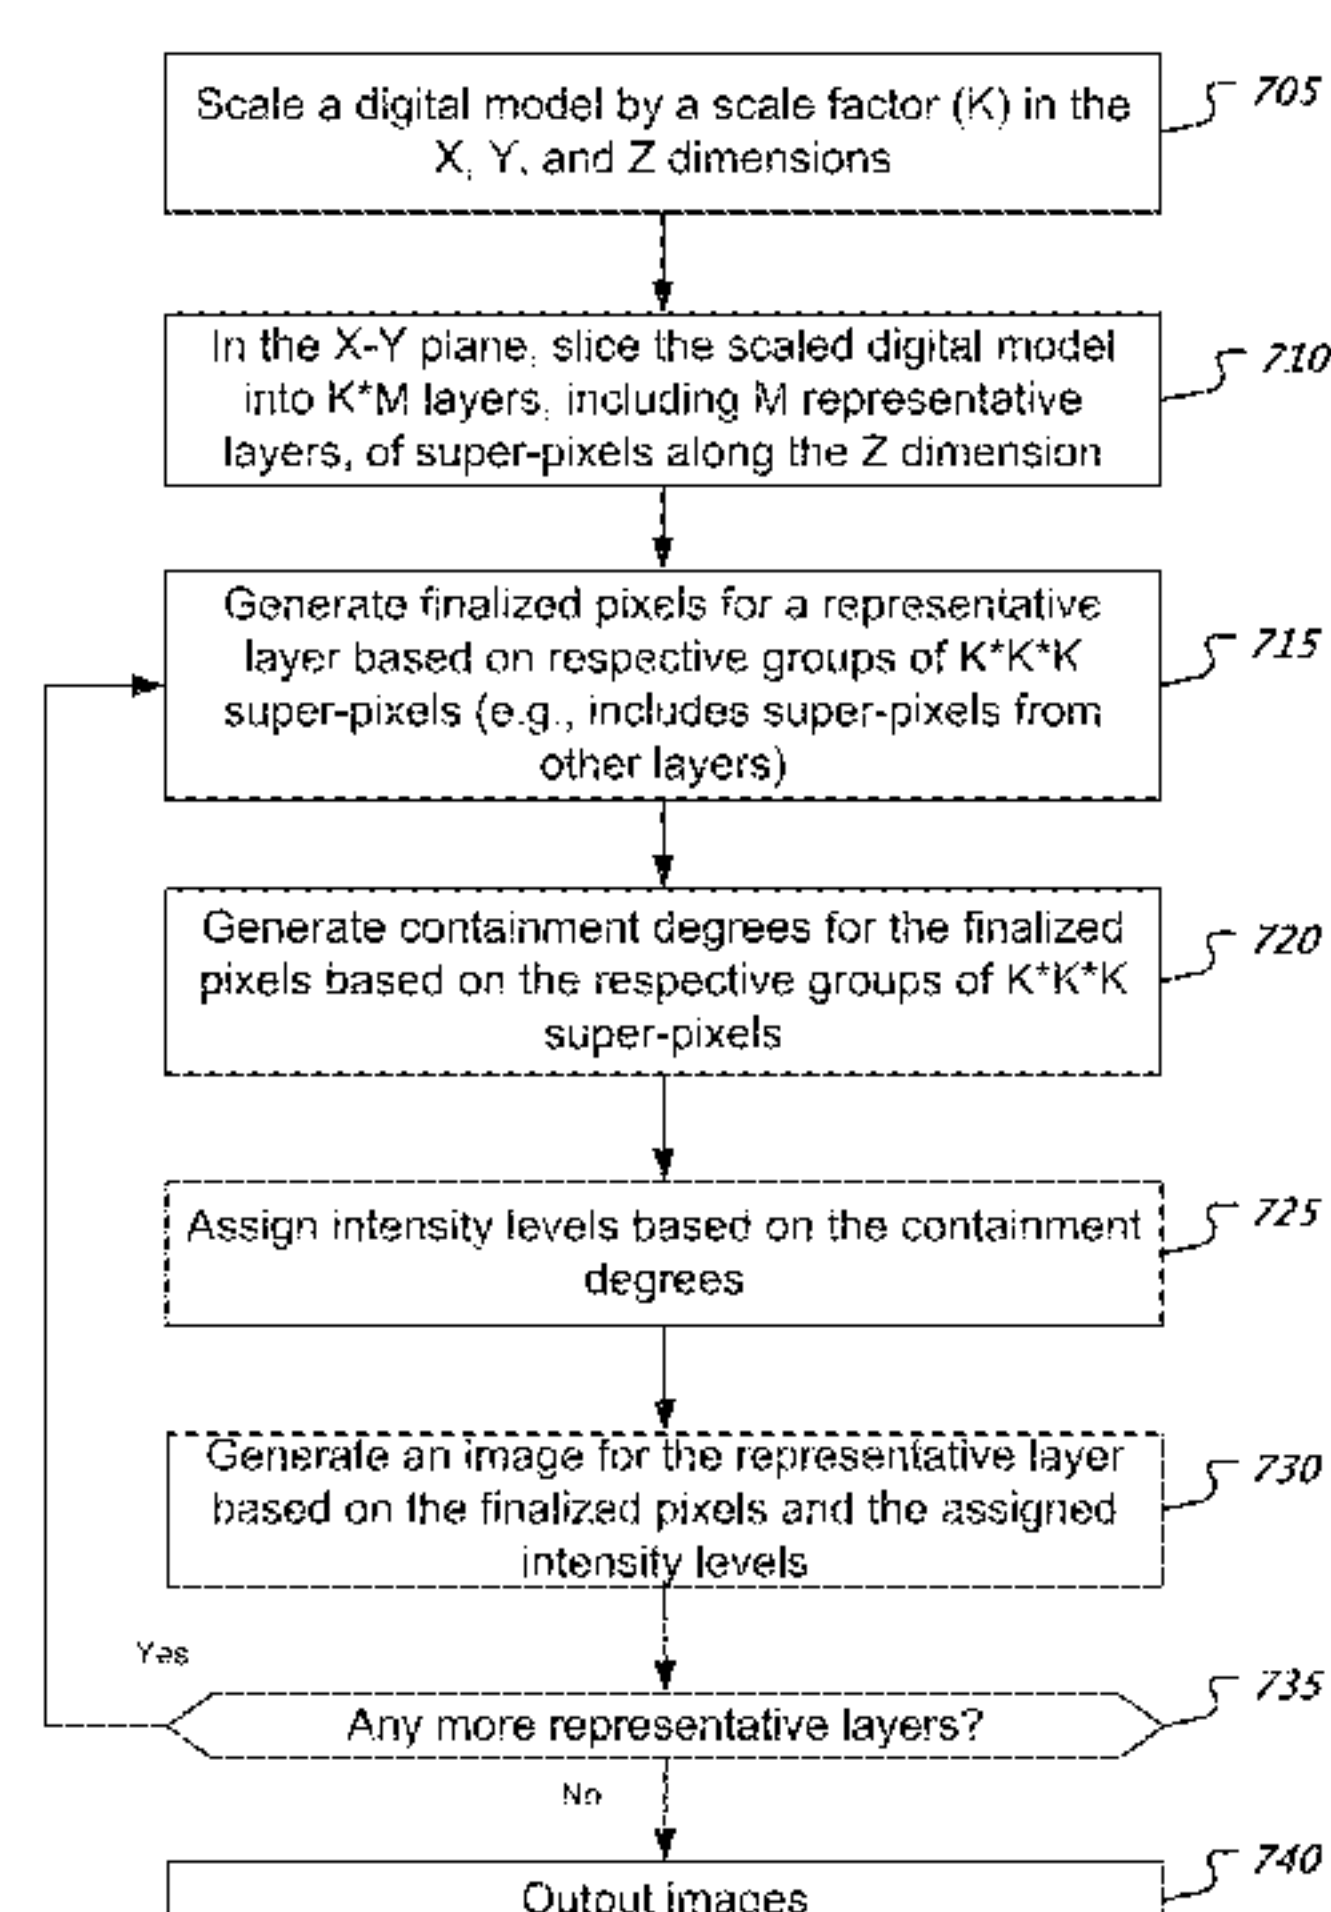 Scale a digital model by a scale factor (K) in the
X, Y, and Z dimensions
705
In the X-Y plane, slice the scaled digital model
into K*M layers, including M representative
layers, of super-pixels along the Z dimension
710
Generate finalized pixels for a representative
layer based on respective groups of K*K*K
super-pixels (e.g., includes super-pixels from
other layers)
715
Generate containment degrees for the finalized
pixels based on the respective groups of K*K*K
super-pixels
720
Assign intensity levels based on the containment
degrees
725
Generate an image for the representative layer
based on the finalized pixels and the assigned
intensity levels
730
Yes
Any more representative layers?
735
No
Output images
740